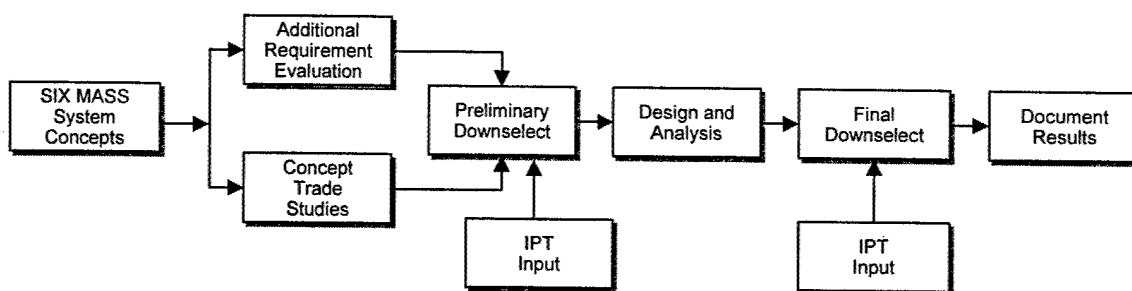 SIX MASS
System
Concepts
Additional
Requirement
Evaluation
Concept
Trade
Studies
Preliminary
Downselect
IPT
Input
Design and
Analysis
Final
Downselect
IPT
Input
Document
Results